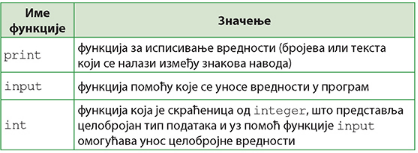 Име функције
Значење
print
функција за исписивање вредности (бројева или текста
који се налази између знакова навода)
input
функција помоћу које се уносе вредности у програм
int
функција која је скраћеница од integer, што представља
целобројан тип података и уз помоћ функције input
омогућава унос целобројне вредности